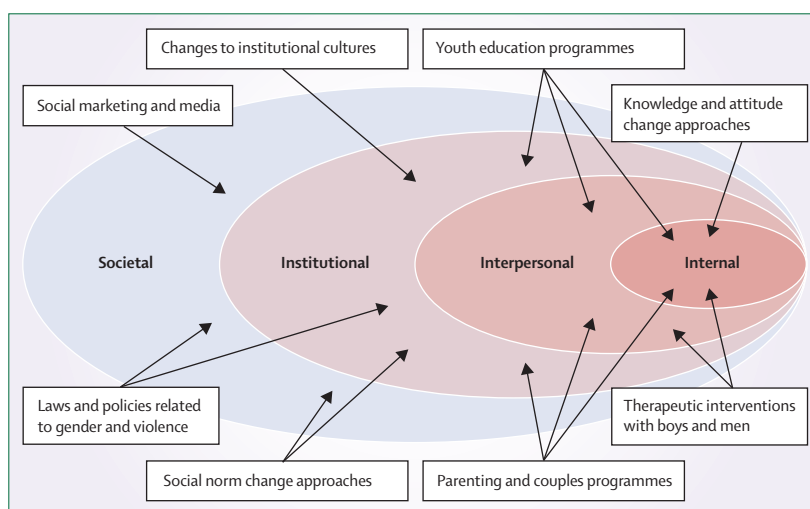 Changes to institutional cultures
Youth education programmes
Social marketing and media
Knowledge and attitude
change approaches
Societal
Institutional
Interpersonal
Internal
Laws and policies related
to gender and violence
Therapeutic interventions
with boys and men
Social norm change approaches
Parenting and couples programmes